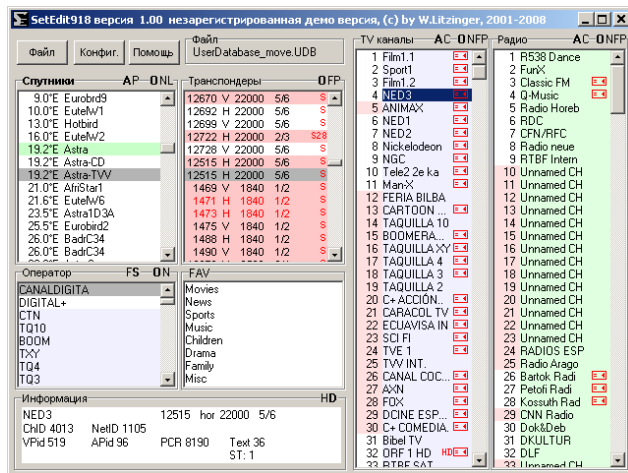 SetEdit918 версия 1.00 незарегистрированная демо версия, (c) by W.Litzinger, 2001-2008
Файл Конфиг. Помощь
Файл
UserDatabase_move.UDB
Спутники AP ONL
9.0°E Eurobrd9
10.0°E EutelW1
13.0°E Hotbird
16.0°E EutelW2
19.2°E Astra
19.2°E Astra-CD
19.2°E Astra-TVV
21.0°E AfriStar1
21.6°E EutelW6
23.5°E Astra1D3A
25.5°E Eurobird2
26.0°E BadrC34
26.0°E BadrC34
Транспондеры OFP
12670 V 22000 5/6 S
12692 H 22000 5/6 S
12699 V 22000 5/6 S
12722 H 22000 2/3 S28
12728 V 22000 5/6 S
12515 H 22000 5/6 S
12515 H 22000 5/6 S
1469 V 1840 1/2 S
1471 H 1840 1/2 S
1473 H 1840 1/2 S
1475 V 1840 1/2 S
1488 H 1840 1/2 S
1490 V 1840 1/2 S
Оператор FS ON
CANALDIGITA
DIGITAL+
CTN
TQ10
BOOM
TXY
TQ4
TQ3
FAV
Movies
News
Sports
Music
Children
Drama
Family
Misc
Информация HD
NED3 12515 hor 22000 5/6
ChID 4013 NetID 1105
VPid 519 APid 96 PCR 8190 Text 36
ST: 1
TV каналы AC ONFP
1 Film1.1
2 Sport1
3 Film1.2
4 NED3
5 ANIMAX
6 NED1
7 NED2
8 Nickelodeon
9 NGC
10 Tele2 2e ka
11 Man-X
12 FERIA BILBA
13 CARTOON ...
14 TAQUILLA 10
15 BOOMERA...
16 TAQUILLA XY
17 TAQUILLA 4
18 TAQUILLA 3
19 TAQUILLA 2
20 C+ ACCIÓN..
21 CARACOL TV
22 ECUAVISA IN
23 SCI FI
24 TVE 1
25 TVV INT.
26 CANAL COC...
27 AXN
28 FOX
29 DCINE ESP...
30 C+ COMEDIA.
31 Bibel TV
32 ORF 1 HD HD
33 RTBF SAT
Радио AC ONFP
1 R538 Dance
2 FunX
3 Classic FM
4 Q-Music
5 Radio Horeb
6 RDC
7 CFN/RFC
8 Radio neue
9 RTBF Intern
10 Unnamed CH
11 Unnamed CH
12 Unnamed CH
13 Unnamed CH
14 Unnamed CH
15 Unnamed CH
16 Unnamed CH
17 Unnamed CH
18 Unnamed CH
19 Unnamed CH
20 Unnamed CH
21 Unnamed CH
22 Unnamed CH
23 Unnamed CH
24 RADIOS ESP
25 Radio Arago
26 Bartok Radi
27 Petofi Radi
28 Kossuth Rad
29 CNN Radio
30 Dok&Deb
31 DKULTUR
32 DLF
33 Unnamed CH